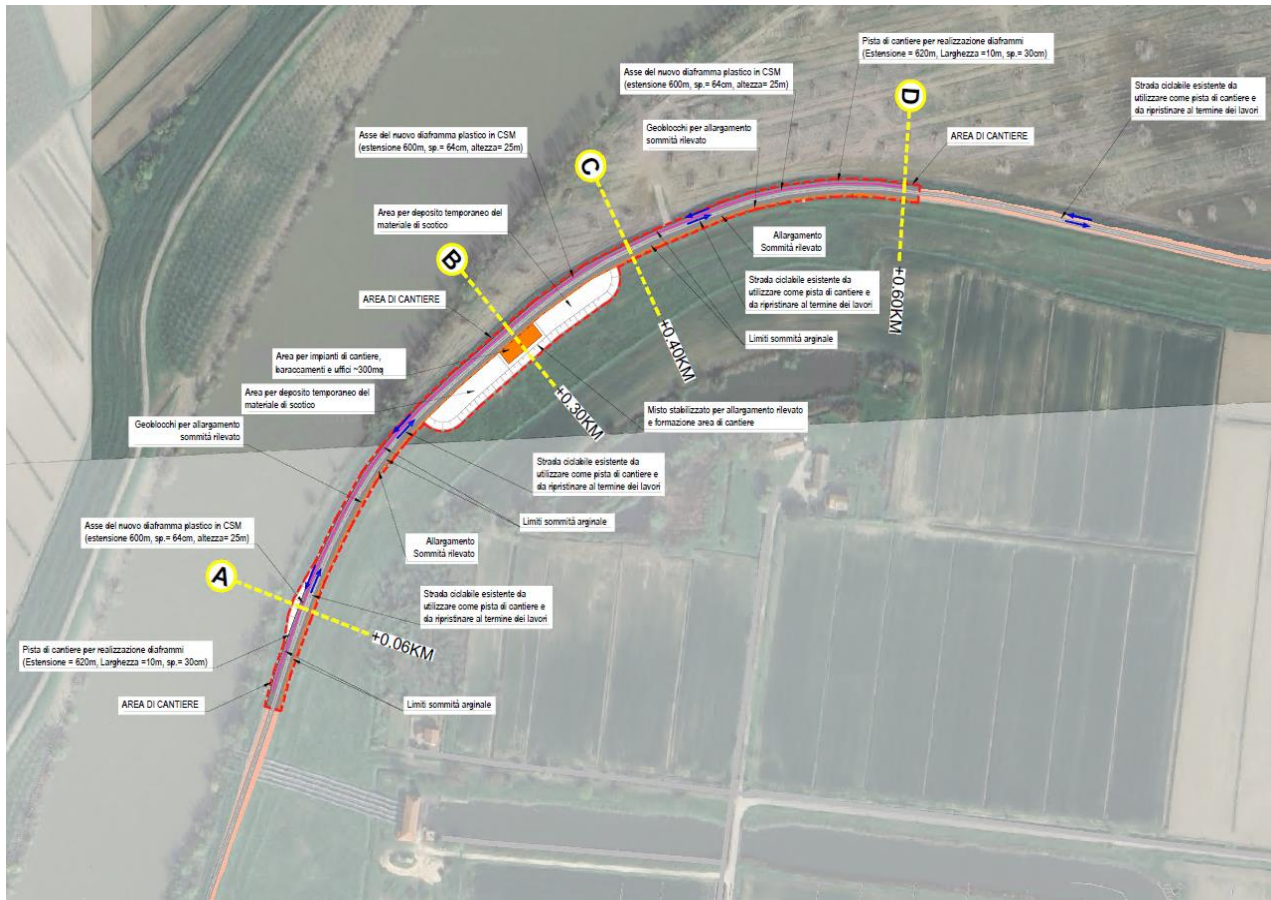 Pista di cantiere per realizzazione diaframmi
(Estensione = 620m, Larghezza =10m, sp.= 30cm)
Asse del nuovo diaframma plastico in CSM
(estensione 600m, sp.= 64cm, altezza= 25m)
D
Strada ciclabile esistente da
utilizzare come pista di cantiere e
da ripristinare al termine dei lavori
Geoblocchi per allargamento
sommità rilevato
AREA DI CANTIERE
Asse del nuovo diaframma plastico in CSM
(estensione 600m, sp.= 64cm, altezza= 25m)
C
Area per deposito temporaneo del
materiale di scotico
Allargamento
Sommità rilevato
B
Strada ciclabile esistente da
utilizzare come pista di cantiere e
da ripristinare al termine dei lavori
+0.60KM
AREA DI CANTIERE
Limiti sommità arginale
+0.40KM
Area per impianti di cantiere,
baraccamenti e uffici ~300mq
Area per deposito temporaneo del
materiale di scotico
+0.30KM
Misto stabilizzato per allargamento rilevato
e formazione area di cantiere
Geoblocchi per allargamento
sommità rilevato
Strada ciclabile esistente da
utilizzare come pista di cantiere e
da ripristinare al termine dei lavori
Asse del nuovo diaframma plastico in CSM
(estensione 600m, sp.= 64cm, altezza= 25m)
Limiti sommità arginale
Allargamento
Sommità rilevato
A
Strada ciclabile esistente da
utilizzare come pista di cantiere e
da ripristinare al termine dei lavori
+0.06KM
Pista di cantiere per realizzazione diaframmi
(Estensione = 620m, Larghezza =10m, sp.= 30cm)
AREA DI CANTIERE
Limiti sommità arginale